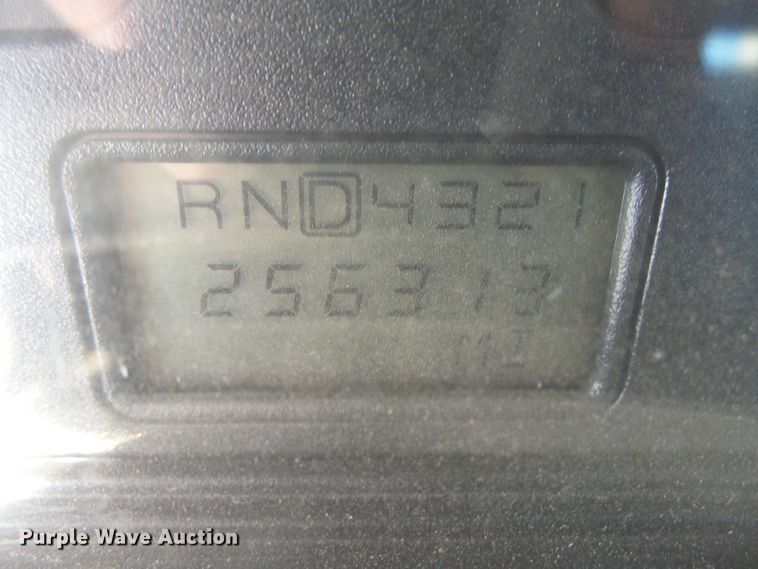 RND4321
256313
MI
Purple Wave Auction